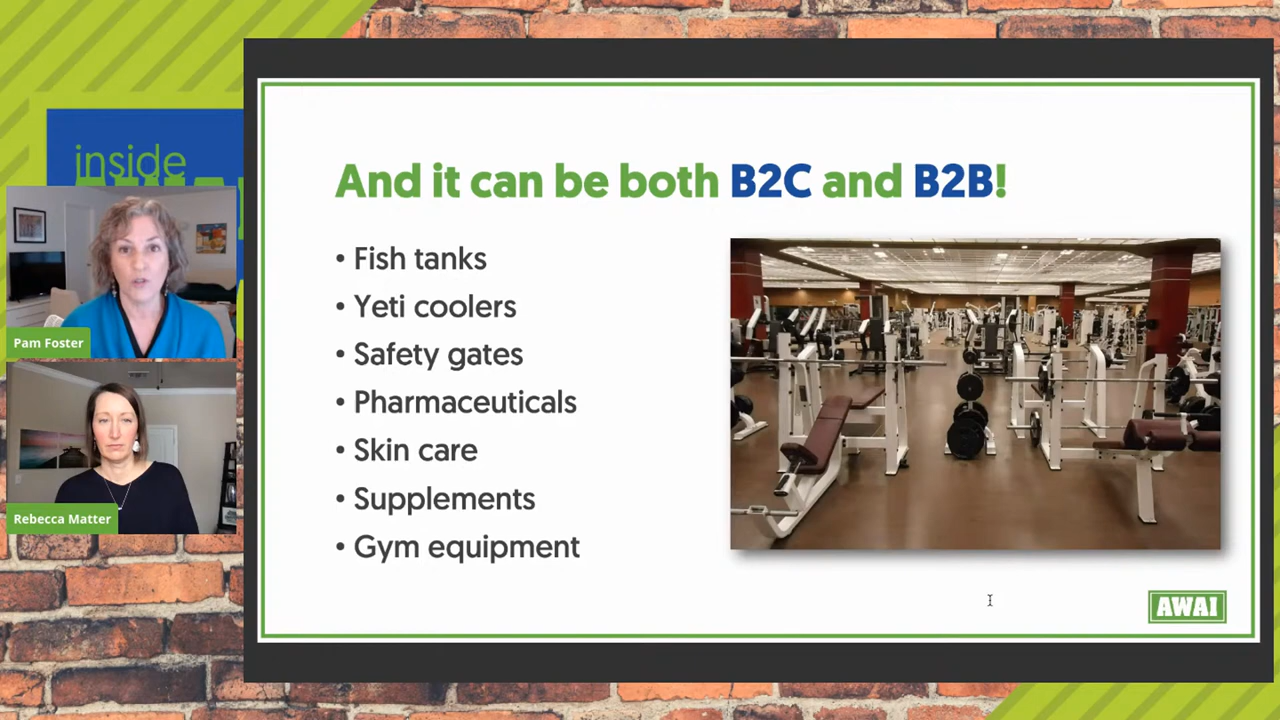 inside
Pam Foster
Rebecca Matter
And it can be both B2C and B2B!
• Fish tanks
• Yeti coolers
• Safety gates
• Pharmaceuticals
• Skin care
• Supplements
• Gym equipment
AWAI